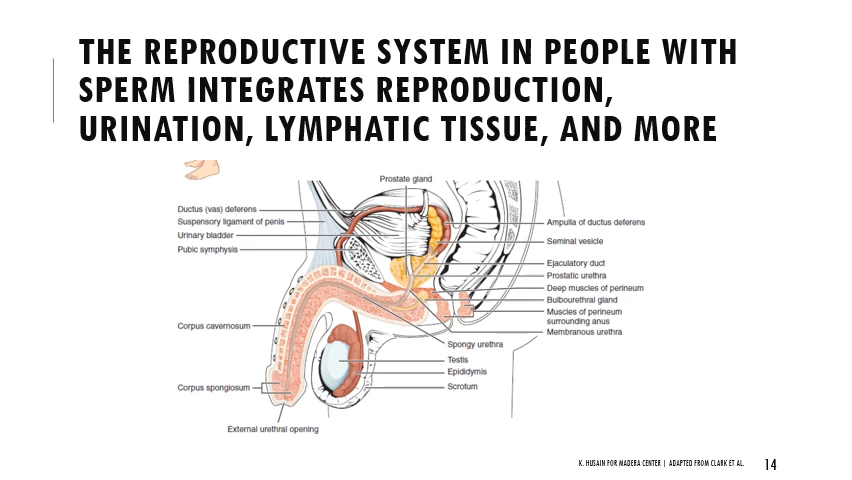 THE REPRODUCTIVE SYSTEM IN PEOPLE WITH
SPERM INTEGRATES REPRODUCTION,
URINATION, LYMPHATIC TISSUE, AND MORE
Prostate gland
Ductus (vas) deferens
Suspensory ligament of penis
Urinary bladder
Pubic symphysis
Corpus cavernosum
Corpus spongiosum
External urethral opening
Ampulla of ductus deferens
Seminal vesicle
Ejaculatory duct
Prostatic urethra
Deep muscles of perineum
Bulbourethral gland
Muscles of perineum
surrounding anus
Membranous urethra
Spongy urethra
Testis
Epididymis
Scrotum
K. HUSAIN FOR MADERA CENTER | ADAPTED FROM CLARK ET AL.
14